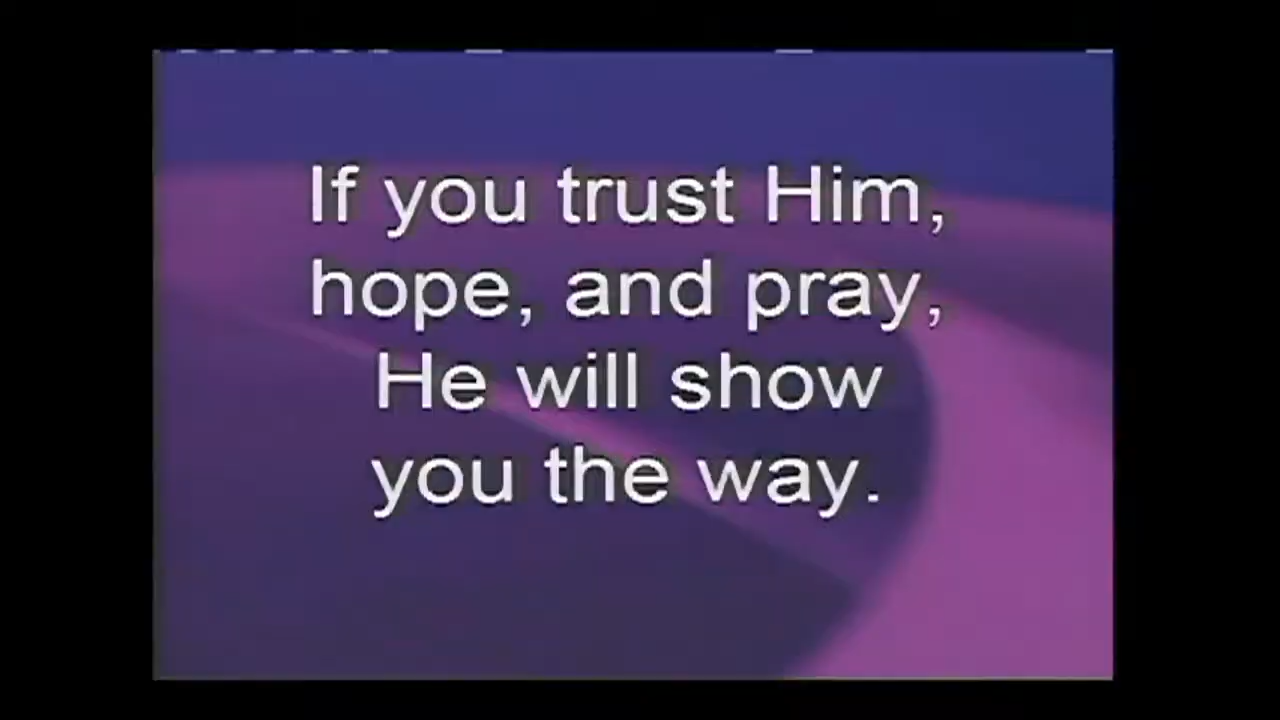 If you trust Him,
hope, and pray,
He will show
you the way.